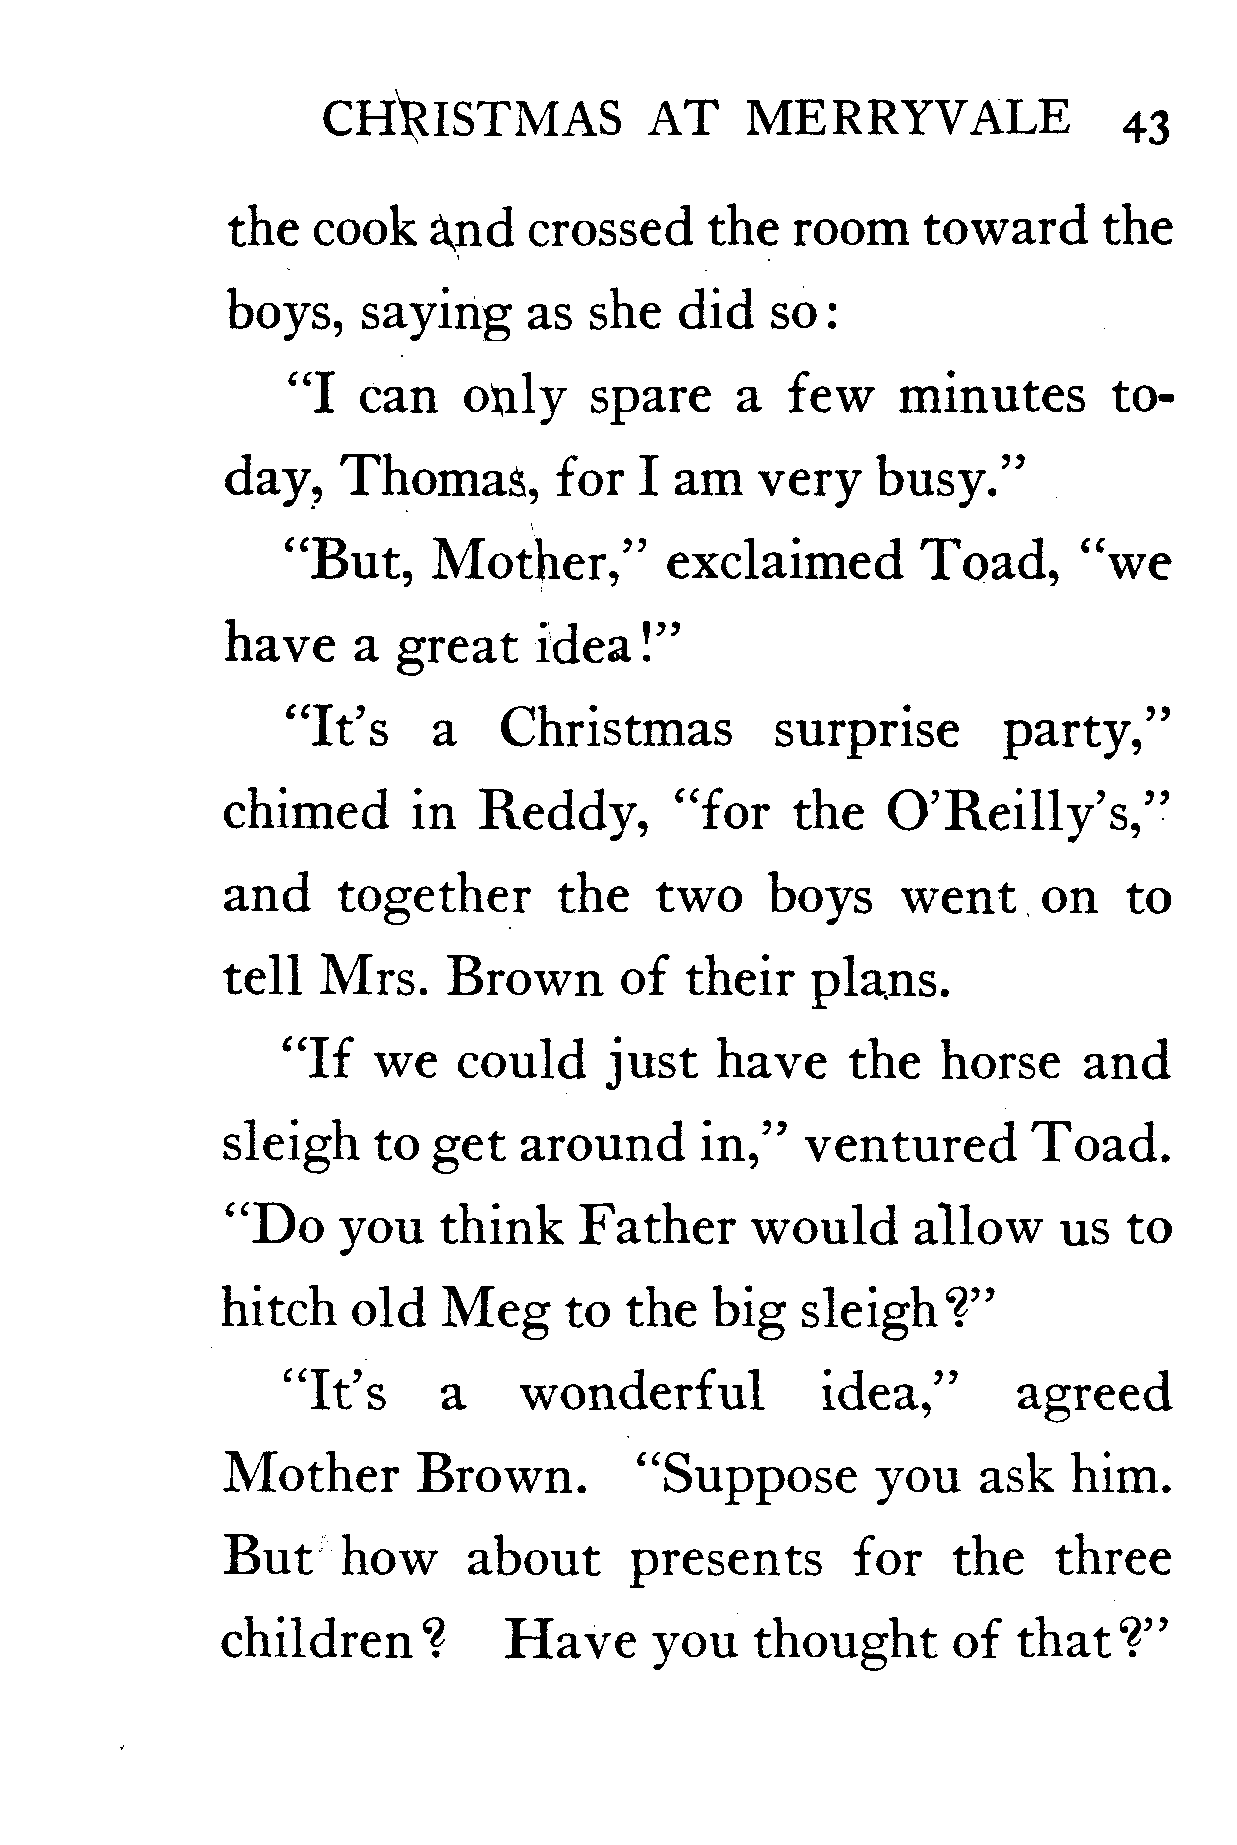 CHRISTMAS AT MERRYVALE 43
the cook and crossed the room toward the
boys, saying as she did so:
"I can only spare a few minutes to-
day, Thomas, for I am very busy."
"But, Mother," exclaimed Toad, "we
have a great idea!"
"It's a Christmas surprise party,"
chimed in Reddy, "for the O'Reilly's,"
and together the two boys went on to
tell Mrs. Brown of their plans.
"If we could just have the horse and
sleigh to get around in," ventured Toad.
"Do you think Father would allow us to
hitch old Meg to the big sleigh?"
"It's a wonderful idea," agreed
Mother Brown. "Suppose you ask him.
But how about presents for the three
children? Have you thought of that?"